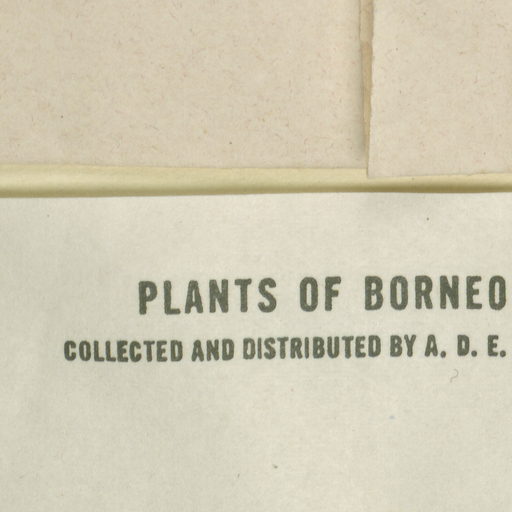 PLANTS OF BORNEO
COLLECTED AND DISTRIBUTED BY A. D. E.